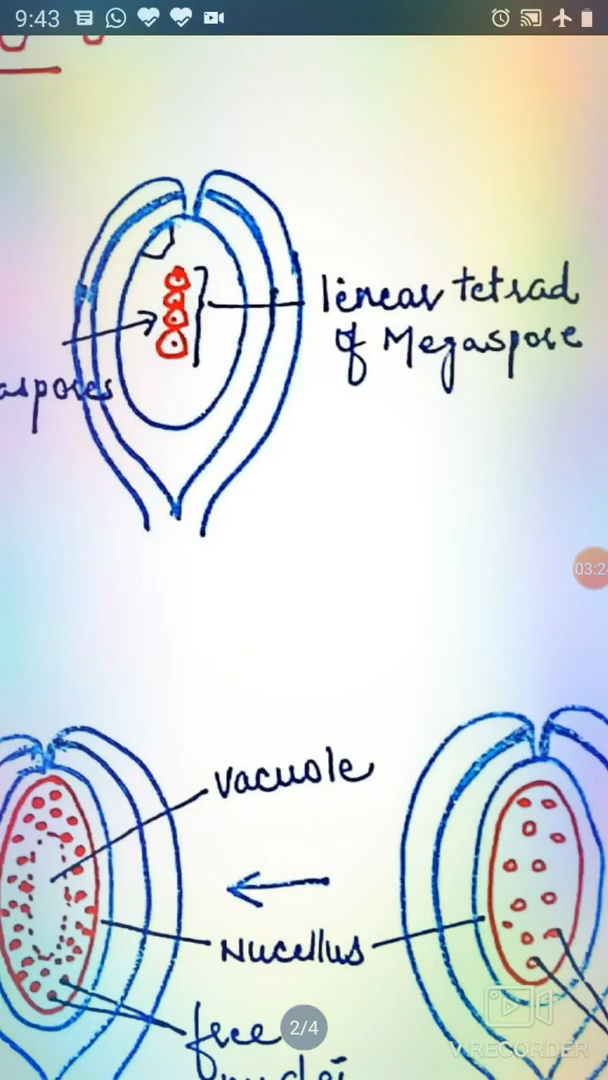 9:43
linear tetrad
of Megaspore
aspores
03:2
vacuole
Nucellus
free
2/4
V RECORDER